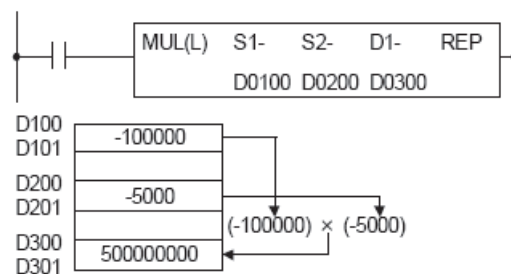 MUL(L) S1- S2- D1- REP
D0100 D0200 D0300
D100
D101
-100000
D200
D201
-5000
(-100000) × (-5000)
D300
D301
500000000